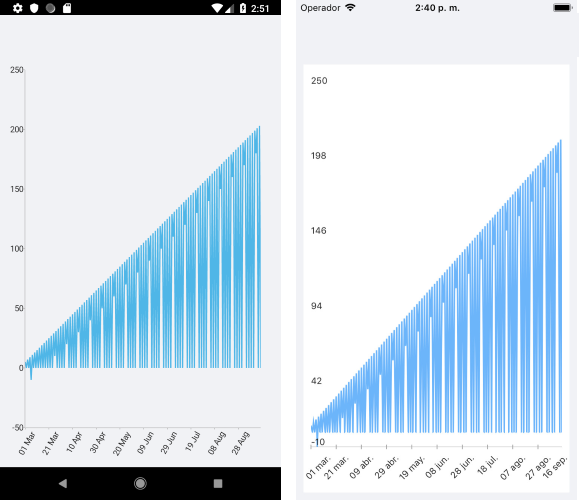 2:51
250
200
150
100
50
0
-50
01 Mar
21 Mar
10 Apr
30 Apr
20 May
09 Jun
29 Jun
19 Jul
08 Aug
28 Aug
Operador
2:40 p. m.
250
198
146
94
42
-10
01 mar.
21 mar.
09 abr.
29 abr.
19 may.
08 jun.
28 jun.
18 jul.
07 ago.
27 ago.
16 sep.